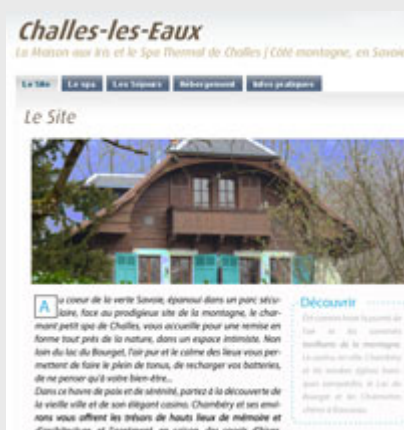 Challes-les-Eaux
La Maison aux Iris et le Spa Thermal de Challes | Côté montagne, en Savoie
Le Site Le spa Les Séjours Hébergement Infos pratiques
Le Site
Au coeur de la verte Savoie, épanoui dans un parc sécu-
laire, face au prodigieux site de la montagne, le char-
mant petit spa de Challes, vous accueille pour une remise en
forme tout près de la nature, dans un espace intimiste. Non
loin du lac du Bourget, l'air pur et le calme des lieux vous per-
mettent de faire le plein de tonus, de recharger vos batteries,
de ne penser qu'à votre bien-être...
Dans ce havre de paix et de sérénité, partez à la découverte de
la vieille ville et de son élégant casino. Chambéry et ses envi-
rons vous offrent les trésors de hauts lieux de mémoire et
Découvrir
de la montagne